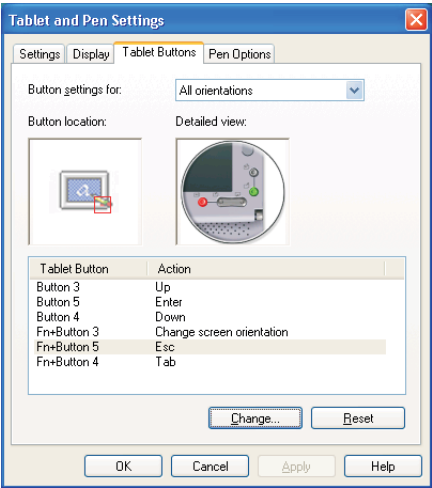 Tablet and Pen Settings
Settings Display Tablet Buttons Pen Options
Button settings for: All orientations
Button location: Detailed view:
Tablet Button Action
Button 3 Up
Button 5 Enter
Button 4 Down
Fn+Button 3 Change screen orientation
Fn+Button 5 Esc
Fn+Button 4 Tab
Change... Reset
OK Cancel Apply Help